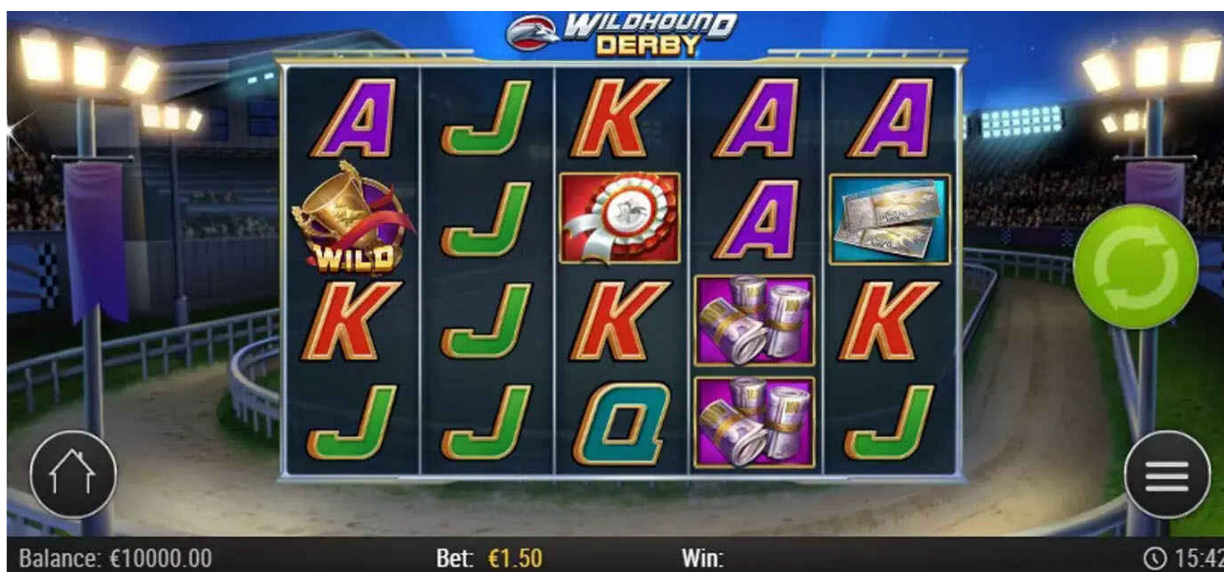 WILDHOUND
DERBY
A J K A A
WILD J A
K J K K
J J Q J
Balance: €10000.00 Bet: €1.50 Win: 15:42